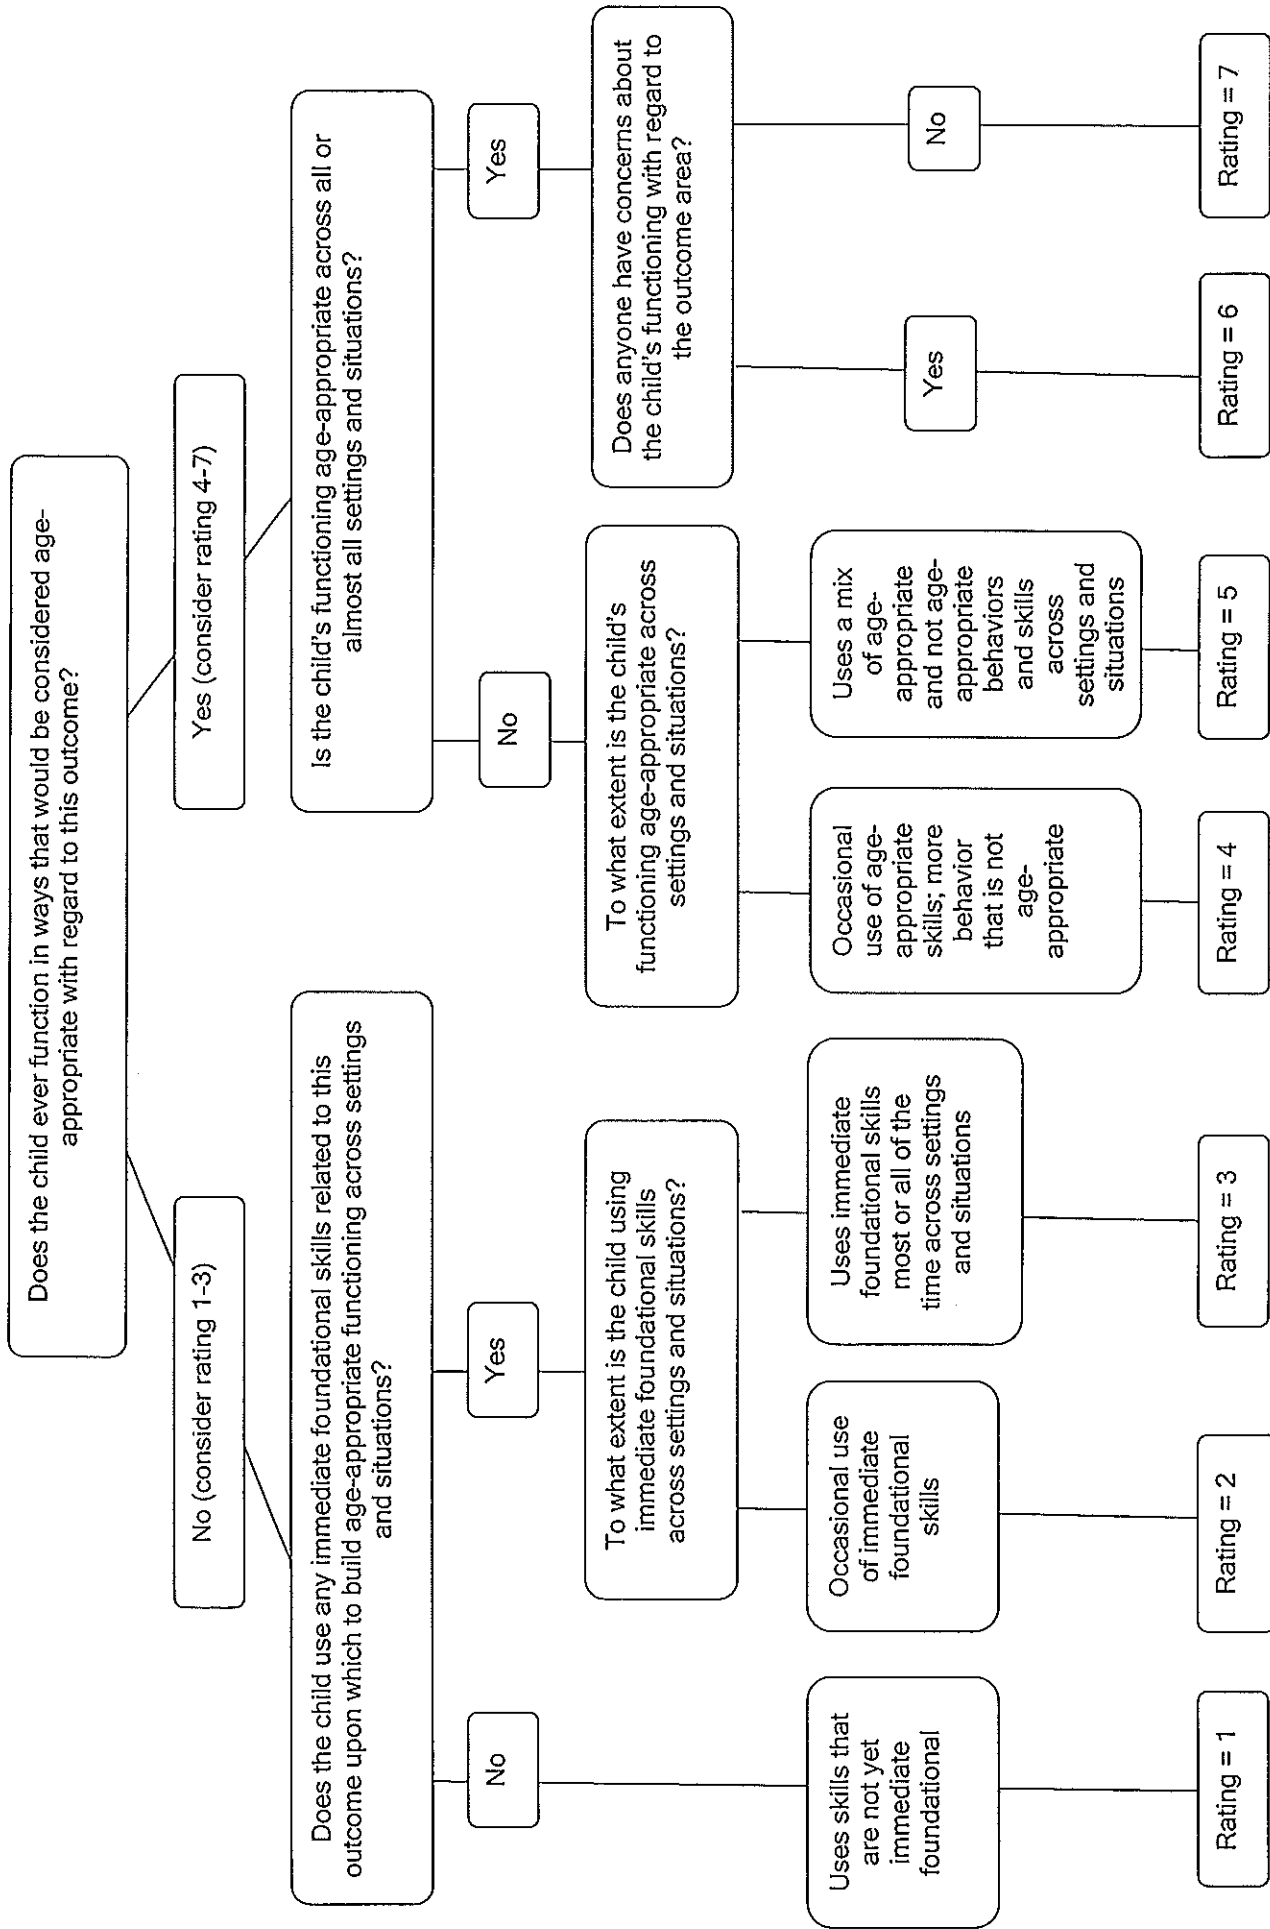 Does the child ever function in ways that would be considered age-
appropriate with regard to this outcome?
No (consider rating 1-3)
Yes (consider rating 4-7)
Does the child use any immediate foundational skills related to this
outcome upon which to build age-appropriate functioning across settings
and situations?
Is the child's functioning age-appropriate across all or
almost all settings and situations?
No
Yes
No
Yes
To what extent is the child using
immediate foundational skills
across settings and situations?
To what extent is the child's
functioning age-appropriate across
settings and situations?
Does anyone have concerns about
the child's functioning with regard to
the outcome area?
Uses skills that
are not yet
immediate
foundational
Occasional use
of immediate
foundational
skills
Uses immediate
foundational skills
most or all of the
time across settings
and situations
Occasional
use of age-
appropriate
skills; more
behavior
that is not
age-
appropriate
Uses a mix
of age-
appropriate
and not age-
appropriate
behaviors
and skills
across
settings and
situations
Yes
No
Rating = 1
Rating = 2
Rating = 3
Rating = 4
Rating = 5
Rating = 6
Rating = 7